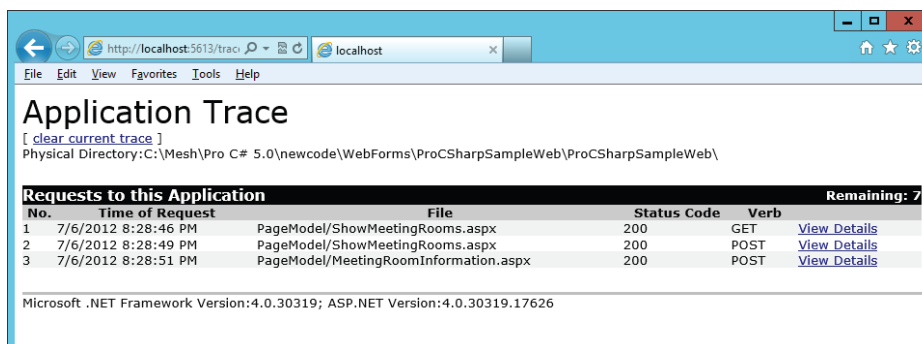 http://localhost:5613/trac
localhost
File Edit View Favorites Tools Help
Application Trace
[ clear current trace ]
Physical Directory:C:\Mesh\Pro C# 5.0\newcode\WebForms\ProCSharpSampleWeb\ProCSharpSampleWeb\
Requests to this Application Remaining: 7
No. Time of Request File Status Code Verb
1 7/6/2012 8:28:46 PM PageModel/ShowMeetingRooms.aspx 200 GET View Details
2 7/6/2012 8:28:49 PM PageModel/ShowMeetingRooms.aspx 200 POST View Details
3 7/6/2012 8:28:51 PM PageModel/MeetingRoomInformation.aspx 200 POST View Details
Microsoft .NET Framework Version:4.0.30319; ASP.NET Version:4.0.30319.17626